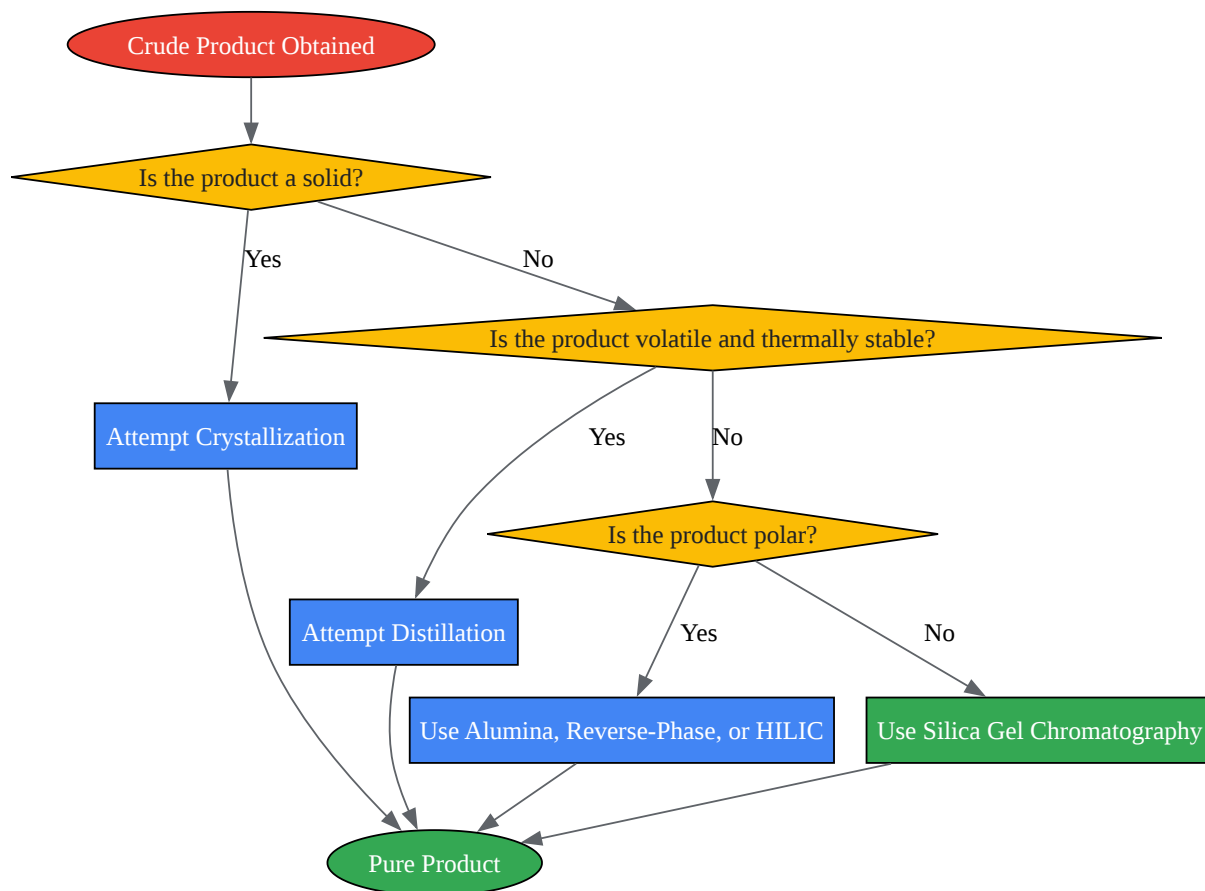 Crude Product Obtained
Is the product a solid?
Yes
No
Is the product volatile and thermally stable?
Attempt Crystallization
Yes
No
Is the product polar?
Attempt Distillation
Yes
No
Use Alumina, Reverse-Phase, or HILIC
Use Silica Gel Chromatography
Pure Product